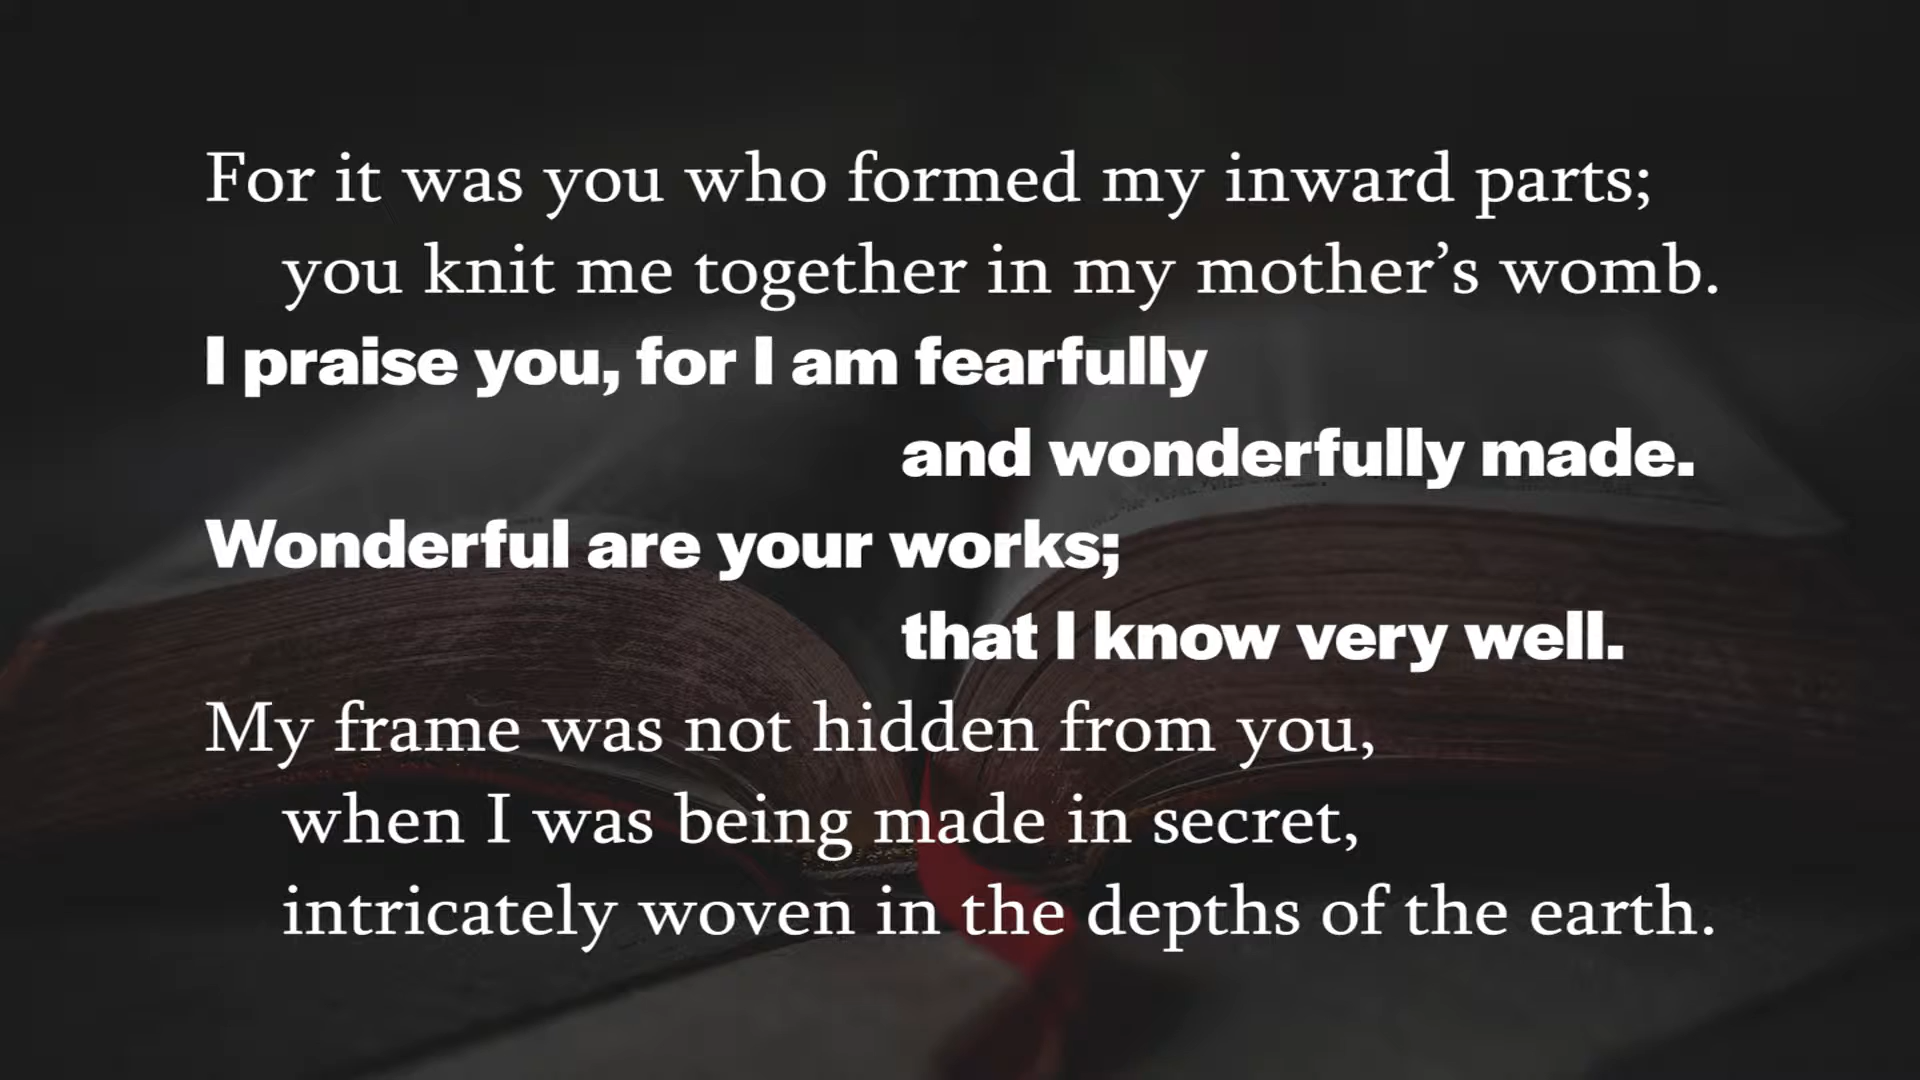 For it was you who formed my inward parts;
you knit me together in my mother’s womb.
I praise you, for I am fearfully
and wonderfully made.
Wonderful are your works;
that I know very well.
My frame was not hidden from you,
when I was being made in secret,
intricately woven in the depths of the earth.